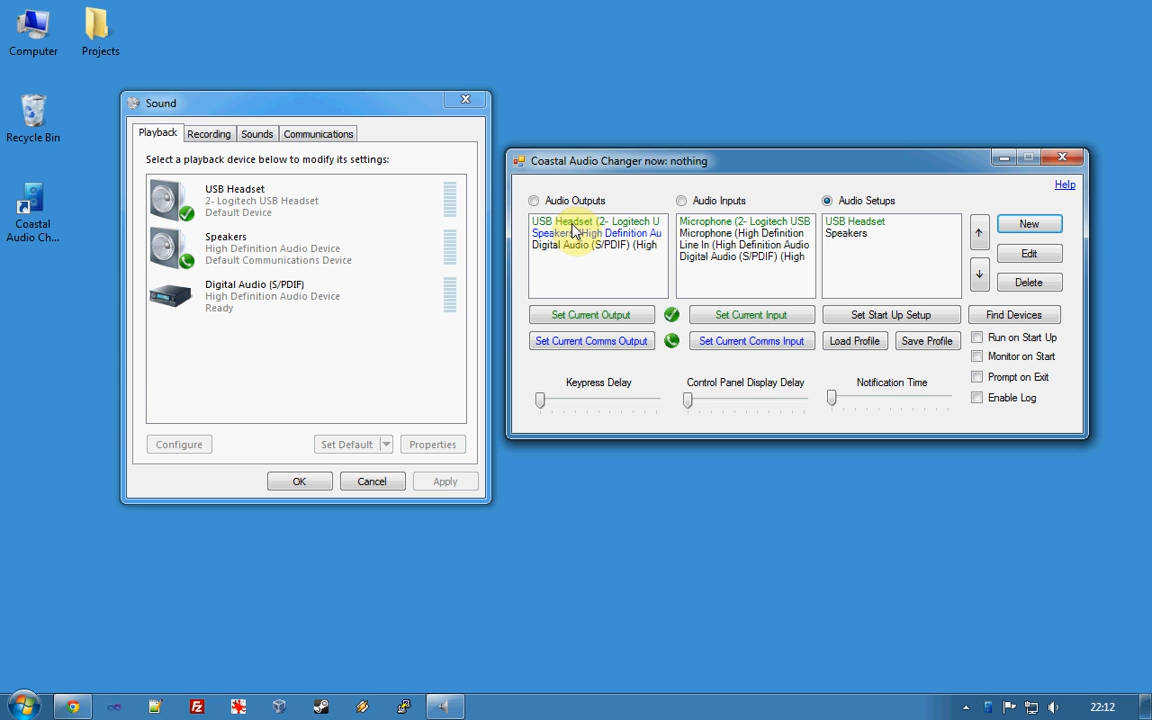 Computer
Projects
Recycle Bin
Coastal
Audio Ch...
Sound
Playback
Recording
Sounds
Communications
Select a playback device below to modify its settings:
USB Headset
2- Logitech USB Headset
Default Device
Speakers
High Definition Audio Device
Default Communications Device
Digital Audio (S/PDIF)
High Definition Audio Device
Ready
Configure
Set Default
Properties
OK
Cancel
Apply
Coastal Audio Changer now: nothing
Help
Audio Outputs
Audio Inputs
Audio Setups
USB Headset (2- Logitech U
Speakers (High Definition Au
Digital Audio (S/PDIF) (High
Microphone (2- Logitech USB
Microphone (High Definition
Line In (High Definition Audio
Digital Audio (S/PDIF) (High
USB Headset
Speakers
New
Edit
Delete
Set Current Output
Set Current Input
Set Start Up Setup
Find Devices
Set Current Comms Output
Set Current Comms Input
Load Profile
Save Profile
Run on Start Up
Monitor on Start
Prompt on Exit
Enable Log
Keypress Delay
Control Panel Display Delay
Notification Time
22:12